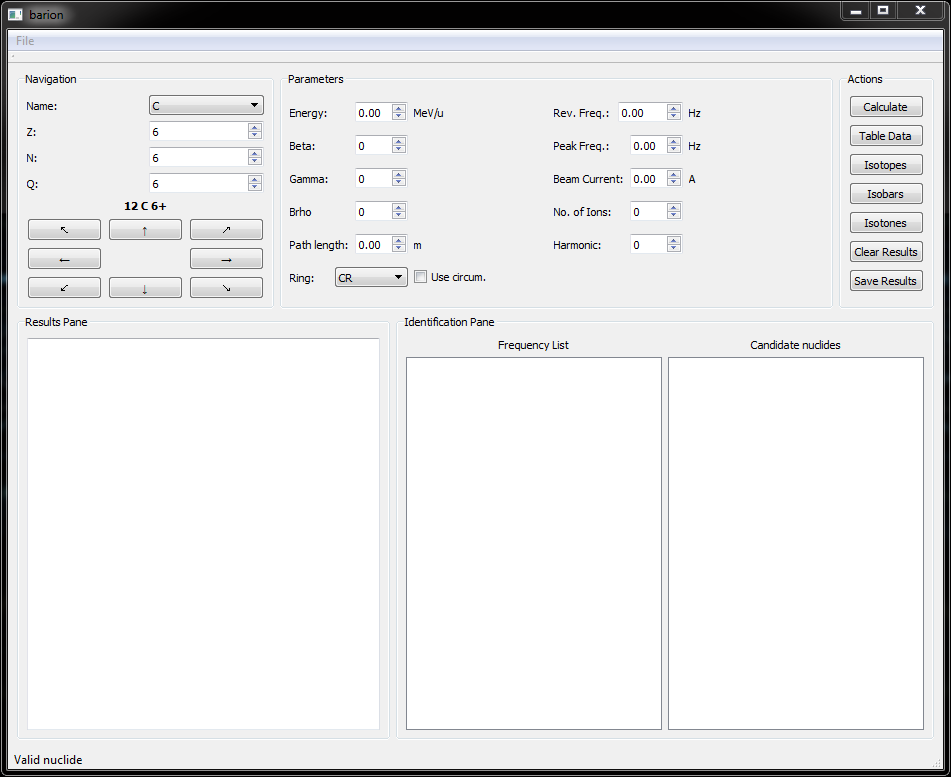 barion
File
Navigation
Name: C
Z: 6
N: 6
Q: 6
12 C 6+
↖ ↑ ↗
← →
↙ ↓ ↘
Parameters
Energy: 0.00 MeV/u
Beta: 0
Gamma: 0
Brho 0
Path length: 0.00 m
Ring: CR Use circum.
Rev. Freq.: 0.00 Hz
Peak Freq.: 0.00 Hz
Beam Current: 0.00 A
No. of Ions: 0
Harmonic: 0
Actions
Calculate
Table Data
Isotopes
Isobars
Isotones
Clear Results
Save Results
Results Pane
Identification Pane
Frequency List
Candidate nuclides
Valid nuclide